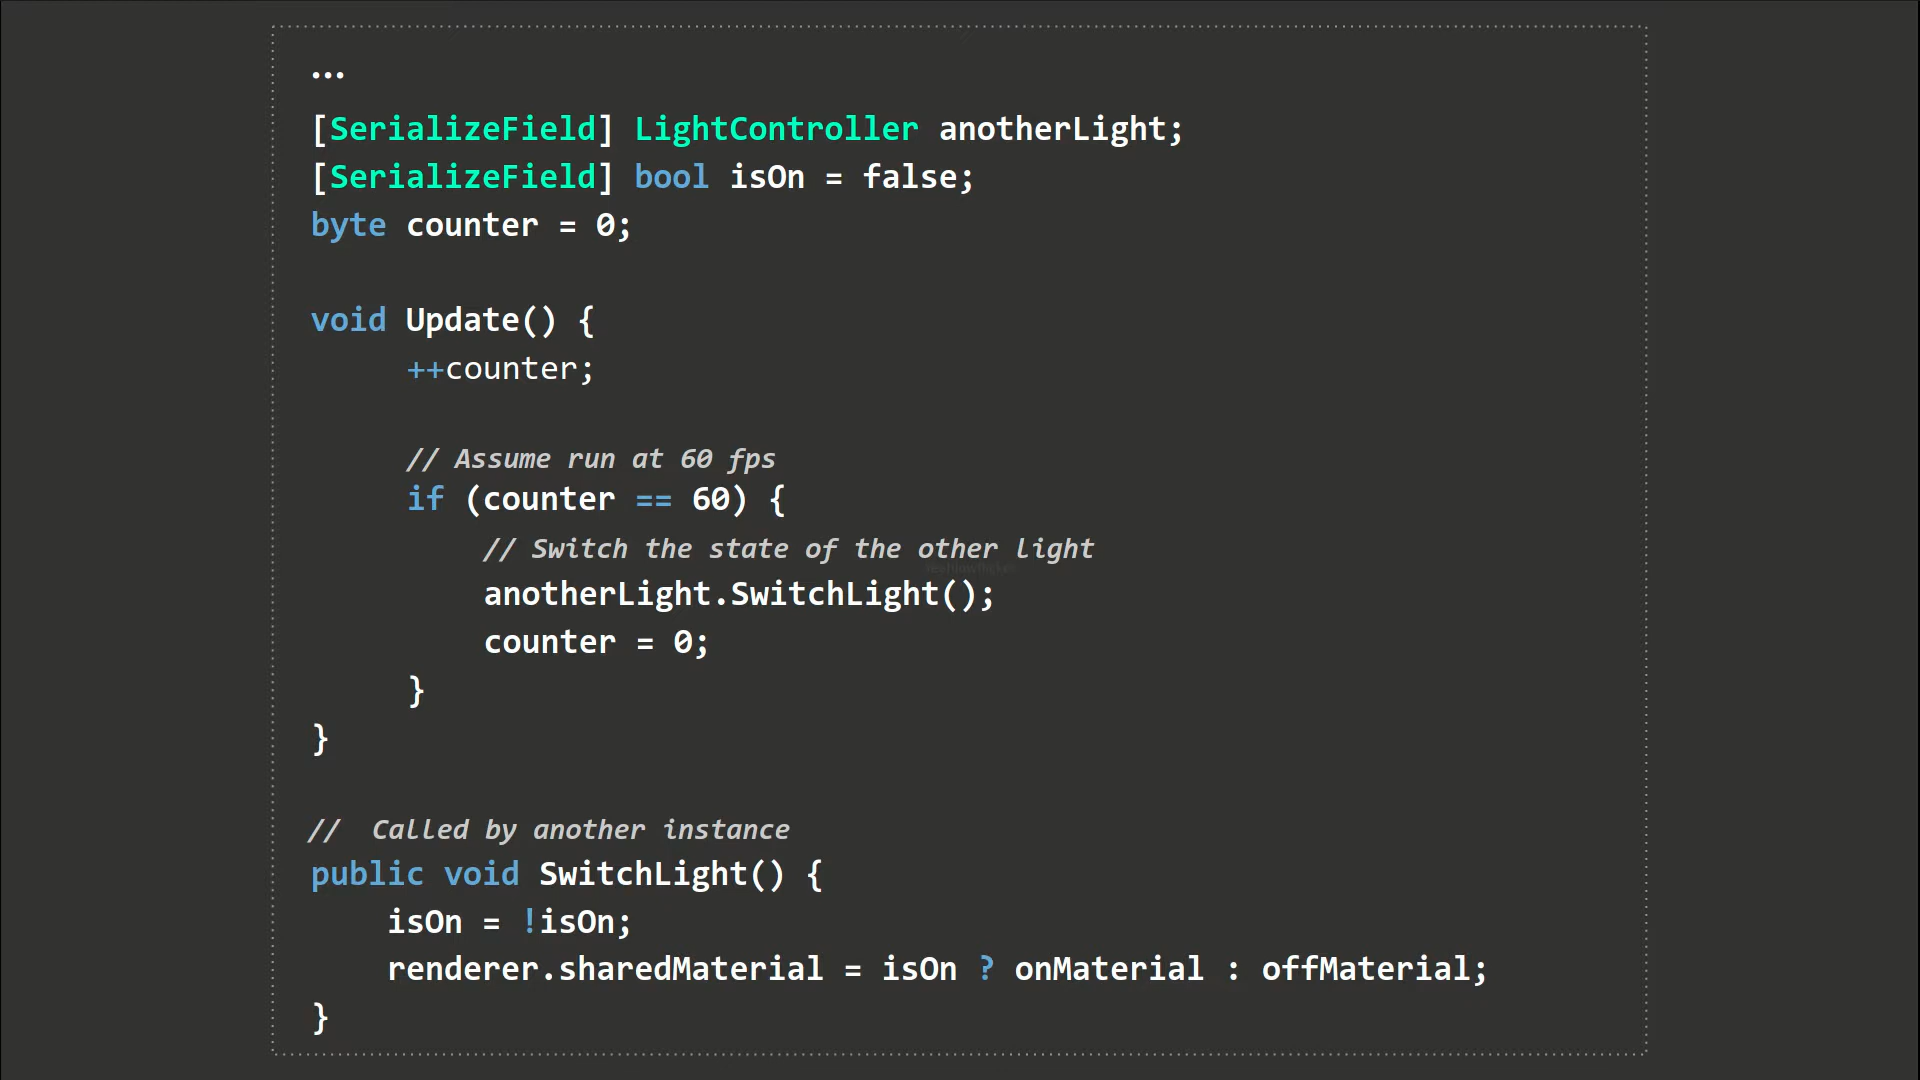 ...
[SerializeField] LightController anotherLight;
[SerializeField] bool isOn = false;
byte counter = 0;
void Update() {
++counter;
// Assume run at 60 fps
if (counter == 60) {
// Switch the state of the other light
anotherLight.SwitchLight();
counter = 0;
}
}
// Called by another instance
public void SwitchLight() {
isOn = !isOn;
renderer.sharedMaterial = isOn ? onMaterial : offMaterial;
}